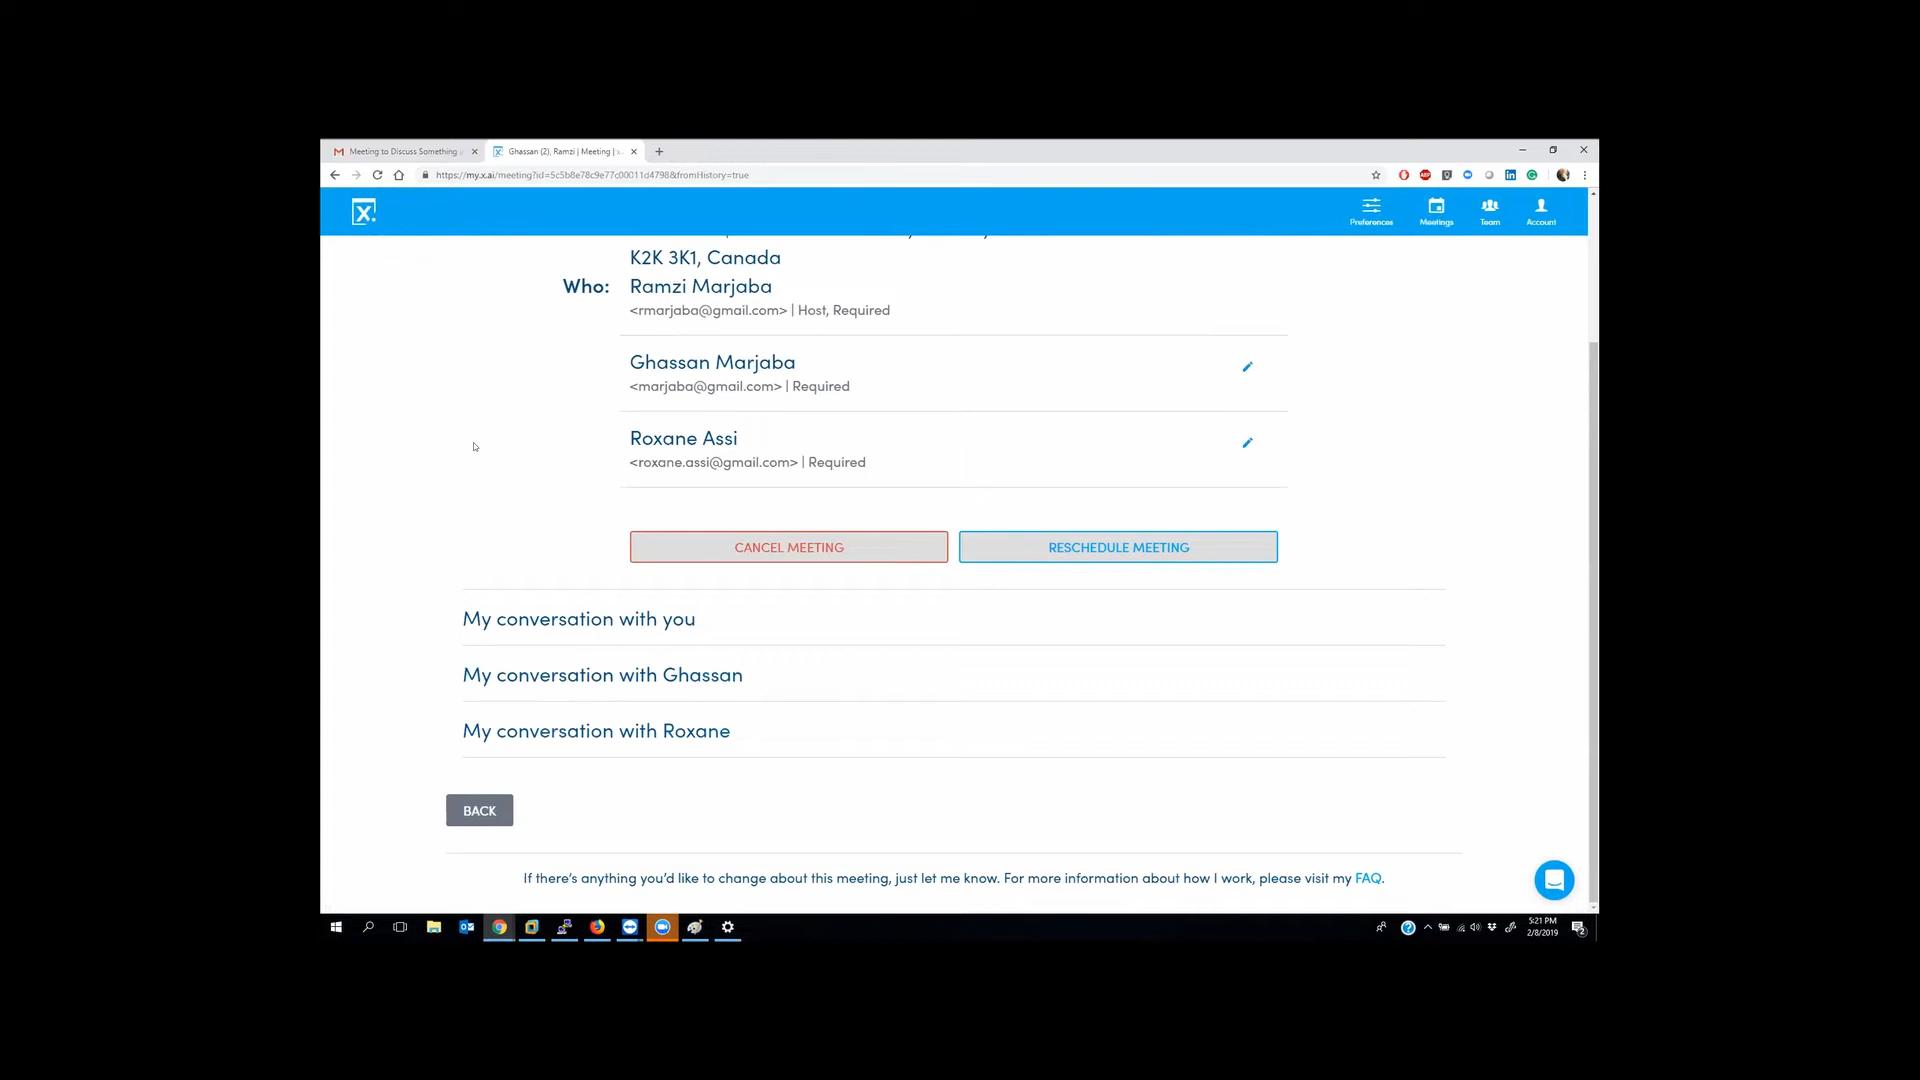 Meeting to Discuss Something
Ghassan (2), Ramzi | Meeting | x.
https://my.x.ai/meeting?id=5c5b8e78c9e77c00011d4798&fromHistory=true
X.
Preferences
Meetings
Team
Account
K2K 3K1, Canada
Who:
Ramzi Marjaba
<rmarjaba@gmail.com> | Host, Required
Ghassan Marjaba
<marjaba@gmail.com> | Required
Roxane Assi
<roxane.assi@gmail.com> | Required
CANCEL MEETING
RESCHEDULE MEETING
My conversation with you
My conversation with Ghassan
My conversation with Roxane
BACK
If there's anything you'd like to change about this meeting, just let me know. For more information about how I work, please visit my FAQ.
5:21 PM
2/8/2019